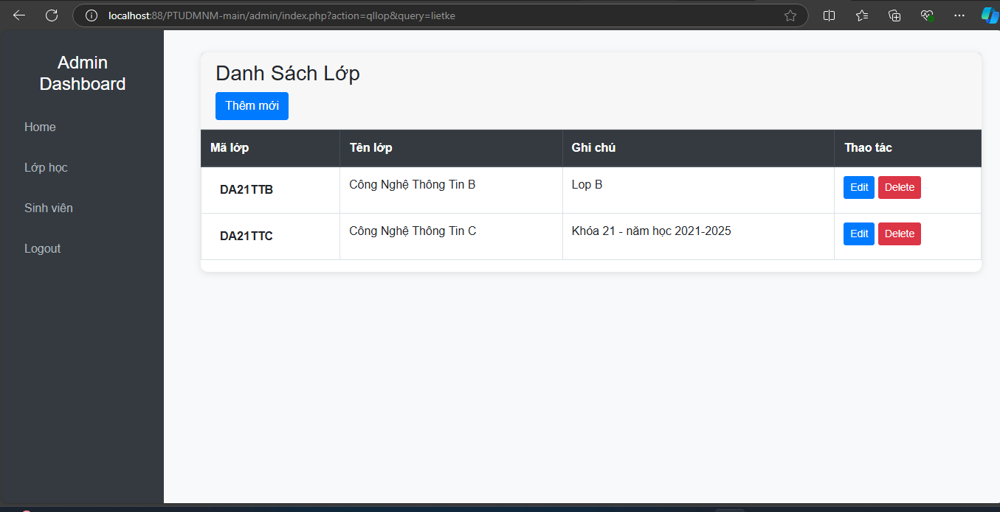 localhost:88/PTUDMNM-main/admin/index.php?action=qllop&query=lietke
Admin
Dashboard
Home
Lớp học
Sinh viên
Logout
Danh Sách Lớp
Thêm mới
Mã lớp Tên lớp Ghi chú Thao tác
DA21TTB Công Nghệ Thông Tin B Lop B Edit Delete
DA21TTC Công Nghệ Thông Tin C Khóa 21 - năm học 2021-2025 Edit Delete